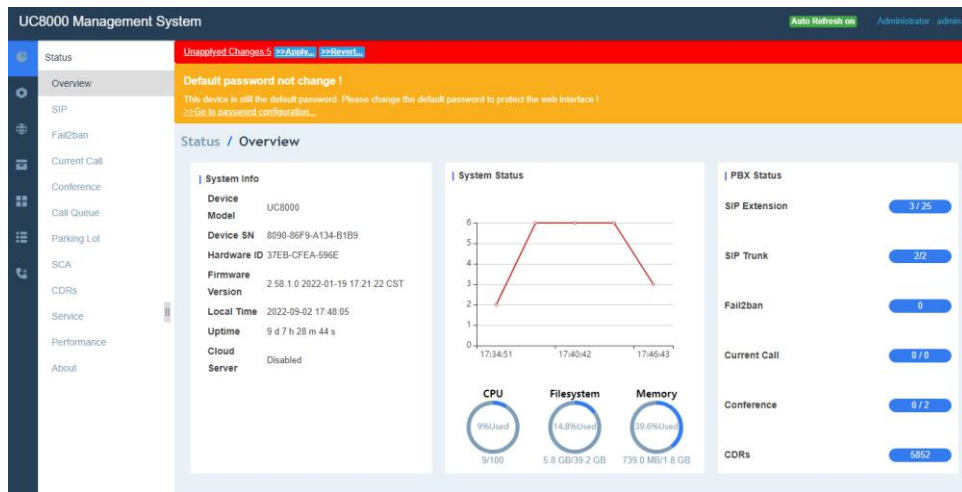 UC8000 Management System
Auto Refresh on
Administrator : admin
Status
Overview
SIP
Fail2ban
Current Call
Conference
Call Queue
Parking Lot
SCA
CDRs
Service
Performance
About
Unapplyed Changes:5 >>Apply... >>Revert...
Default password not change !
This device is still the default password. Please change the default password to protect the web interface !
>>Go to password configuration...
Status / Overview
System Info
Device Model UC8000
Device SN 8090-86F9-A134-B1B9
Hardware ID 37EB-CFEA-596E
Firmware Version 2.58.1.0 2022-01-19 17:21:22 CST
Local Time 2022-09-02 17:48:05
Uptime 9 d 7 h 28 m 44 s
Cloud Server Disabled
System Status
6
5
4
3
2
1
0
17:34:51 17:40:42 17:46:43
CPU Filesystem Memory
9%Used 14.8%Used 39.6%Used
9/100 5.8 GB/39.2 GB 739.0 MB/1.8 GB
PBX Status
SIP Extension 3 / 25
SIP Trunk 2/2
Fail2ban 0
Current Call 0 / 0
Conference 0 / 2
CDRs 5852